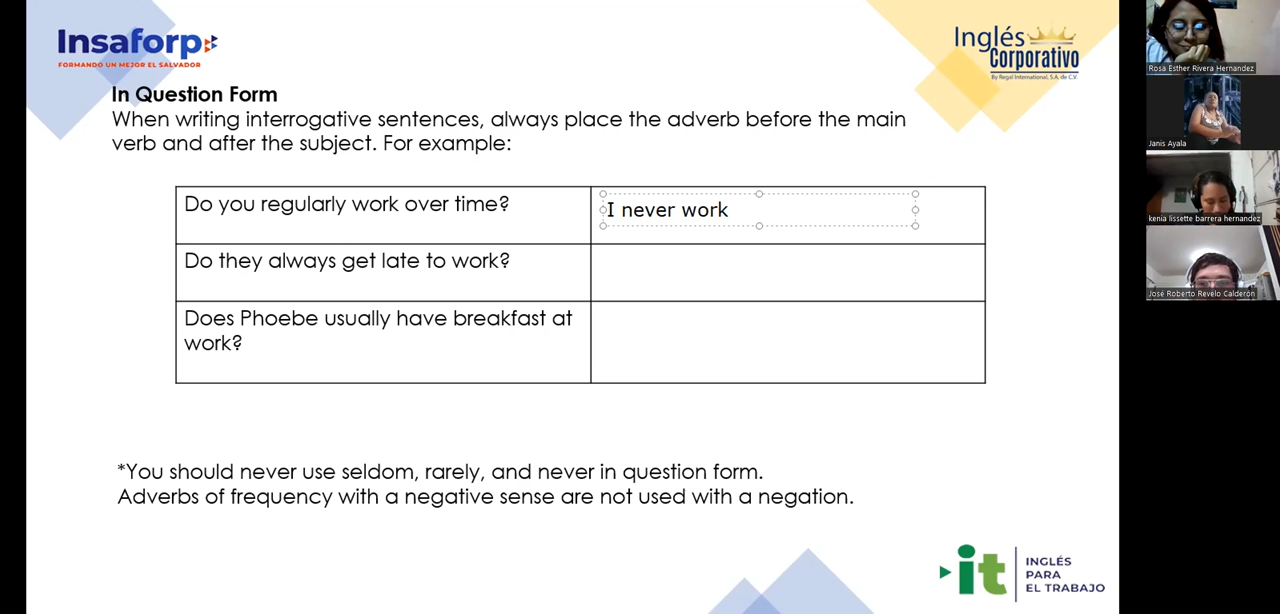 Insaforp
FORMANDO UN MEJOR EL SALVADOR
Inglés
Corporativo
By Regal International, S.A. de C.V.
In Question Form
When writing interrogative sentences, always place the adverb before the main
verb and after the subject. For example:
Do you regularly work over time?
I never work
Do they always get late to work?
Does Phoebe usually have breakfast at
work?
*You should never use seldom, rarely, and never in question form.
Adverbs of frequency with a negative sense are not used with a negation.
it
INGLÉS
PARA
EL TRABAJO
Rosa Esther Rivera Hernandez
Janis Ayala
kenia lissette barrera hernandez
José Roberto Revelo Calderón